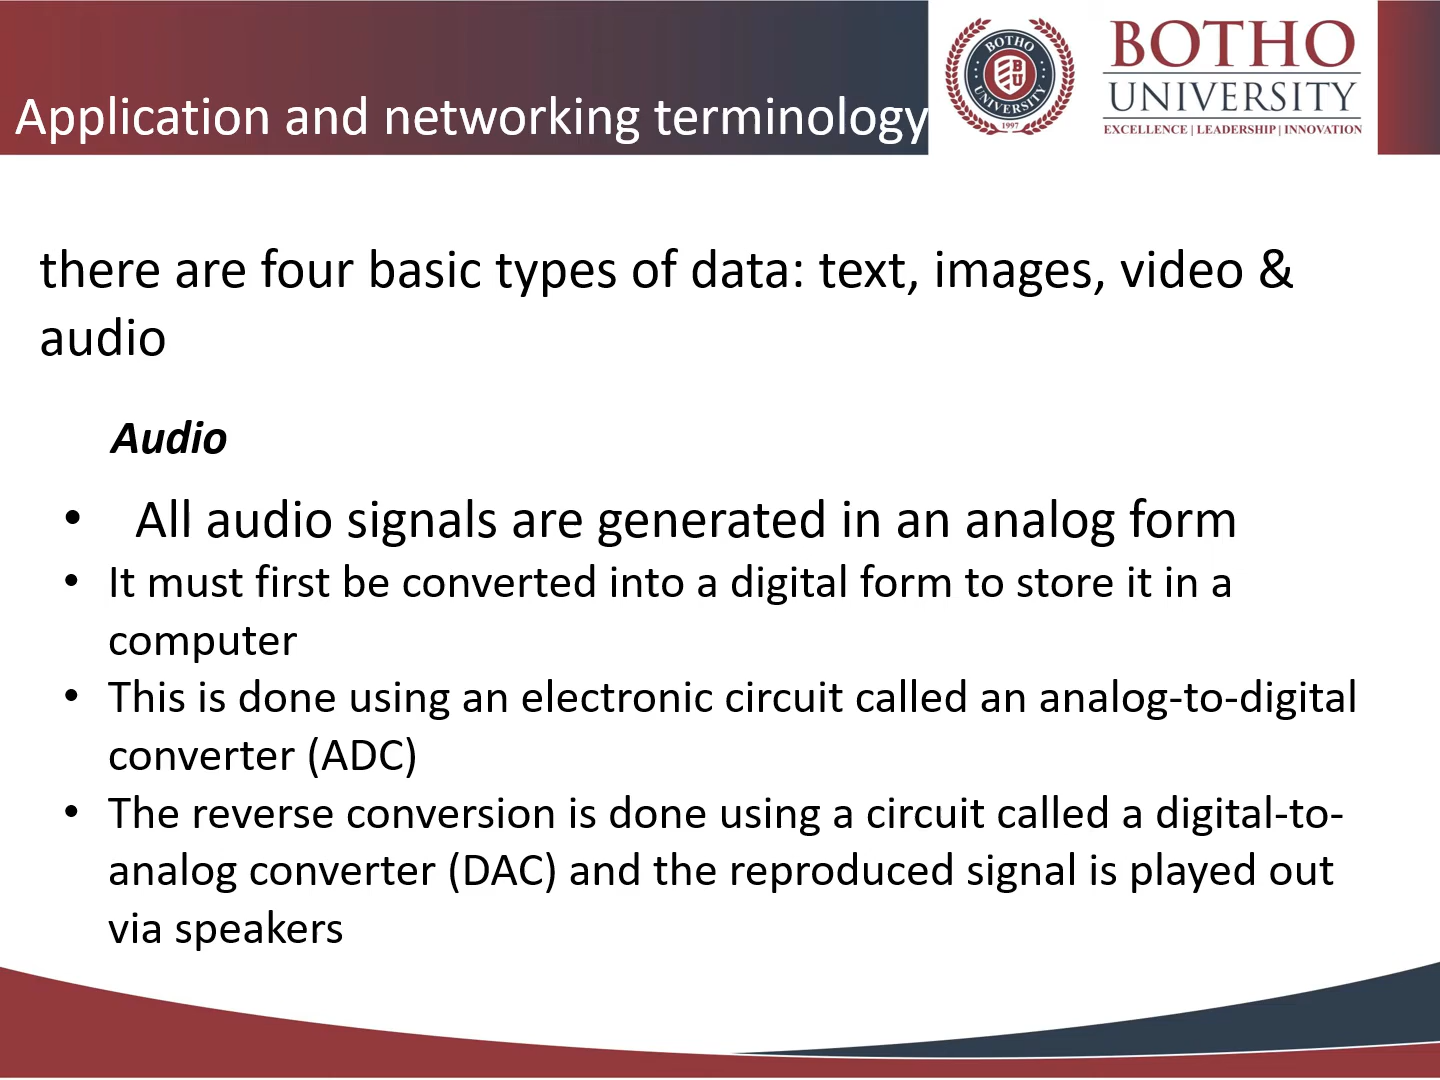 Application and networking terminology
BOTHO
UNIVERSITY
1997
BU
BOTHO
UNIVERSITY
EXCELLENCE | LEADERSHIP | INNOVATION
there are four basic types of data: text, images, video &
audio
Audio
• All audio signals are generated in an analog form
• It must first be converted into a digital form to store it in a
computer
• This is done using an electronic circuit called an analog-to-digital
converter (ADC)
• The reverse conversion is done using a circuit called a digital-to-
analog converter (DAC) and the reproduced signal is played out
via speakers